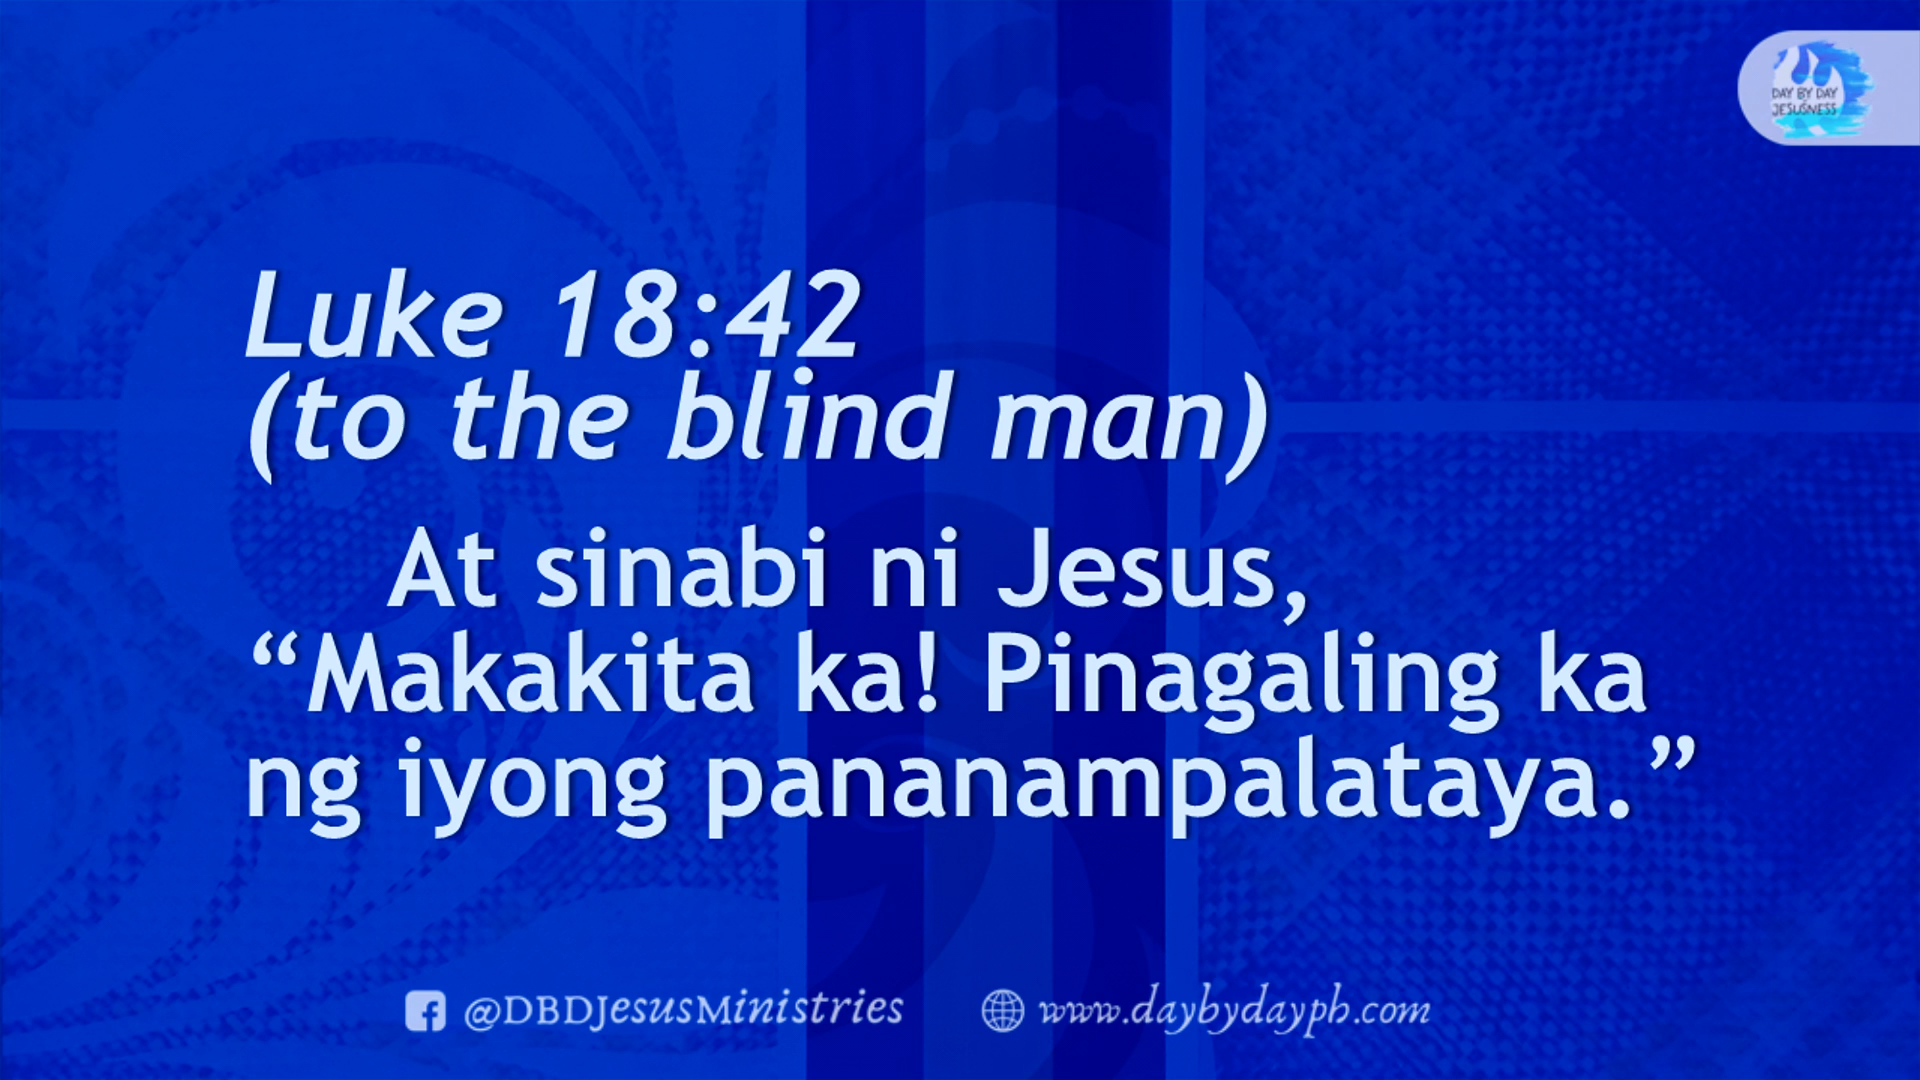 DAY BY DAY
JESUSNESS
Luke 18:42
(to the blind man)
At sinabi ni Jesus,
“Makakita ka! Pinagaling ka
ng iyong pananampalataya.”
@DBDJesusMinistries
www.daybydayph.com